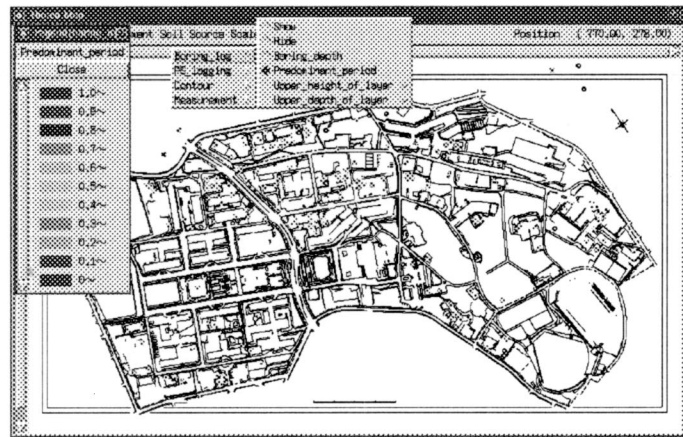 ment Soil Source Scal
Position ( 770.00, 278.00)
Predominant_period
Close
1.0~
0.9~
0.8~
0.7~
0.6~
0.5~
0.4~
0.3~
0.2~
0.1~
0~
Boring_log
PS_logging
Contour
Measurement
Show
Hide
Boring_depth
Predominant_period
Upper_height_of_layer
Upper_depth_of_layer